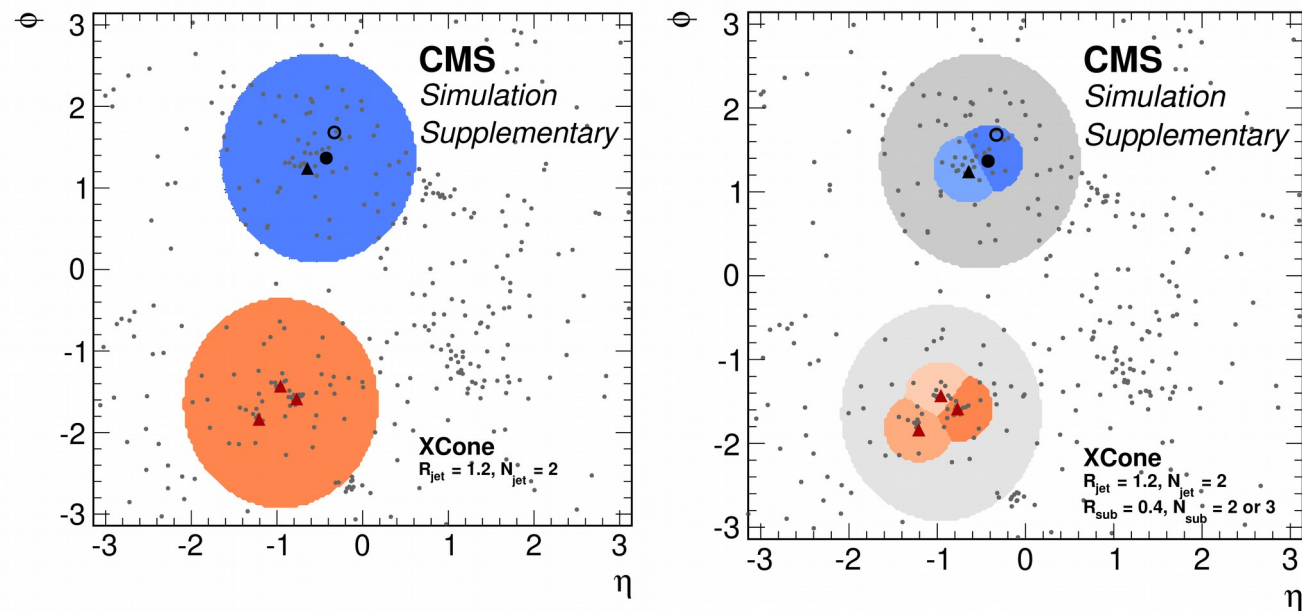 φ
3
2
1
0
-1
-2
-3
-3 -2 -1 0 1 2 3
η
CMS
Simulation
Supplementary
XCone
R_jet = 1.2, N_jet = 2
φ
3
2
1
0
-1
-2
-3
-3 -2 -1 0 1 2 3
η
CMS
Simulation
Supplementary
XCone
R_jet = 1.2, N_jet = 2
R_sub = 0.4, N_sub = 2 or 3